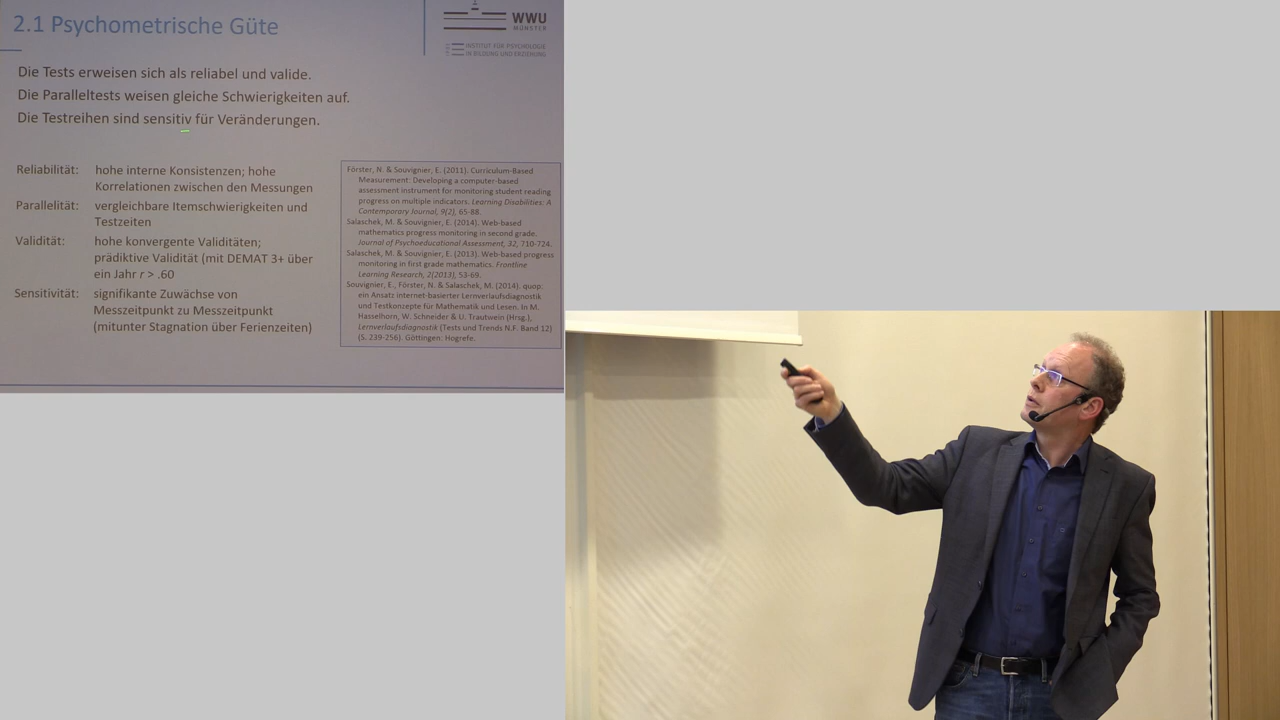 2.1 Psychometrische Güte
WWU
MÜNSTER
INSTITUT FÜR PSYCHOLOGIE
IN BILDUNG UND ERZIEHUNG
Die Tests erweisen sich als reliabel und valide.
Die Paralleltests weisen gleiche Schwierigkeiten auf.
Die Testreihen sind sensitiv für Veränderungen.
Reliabilität: hohe interne Konsistenzen; hohe
Korrelationen zwischen den Messungen
Parallelität: vergleichbare Itemschwierigkeiten und
Testzeiten
Validität: hohe konvergente Validitäten;
prädiktive Validität (mit DEMAT 3+ über
ein Jahr r > .60
Sensitivität: signifikante Zuwächse von
Messzeitpunkt zu Messzeitpunkt
(mitunter Stagnation über Ferienzeiten)
Förster, N. & Souvignier, E. (2011). Curriculum-Based
Measurement: Developing a computer-based
assessment instrument for monitoring student reading
progress on multiple indicators. Learning Disabilities: A
Contemporary Journal, 9(2), 65-88.
Salaschek, M. & Souvignier, E. (2014). Web-based
mathematics progress monitoring in second grade.
Journal of Psychoeducational Assessment, 32, 710-724.
Salaschek, M. & Souvignier, E. (2013). Web-based progress
monitoring in first grade mathematics. Frontline
Learning Research, 2(2013), 53-69.
Souvignier, E., Förster, N. & Salaschek, M. (2014). quop:
ein Ansatz internet-basierter Lernverlaufsdiagnostik
und Testkonzepte für Mathematik und Lesen. In M.
Hasselhorn, W. Schneider & U. Trautwein (Hrsg.),
Lernverlaufsdiagnostik (Tests und Trends N.F. Band 12)
(S. 239-256). Göttingen: Hogrefe.